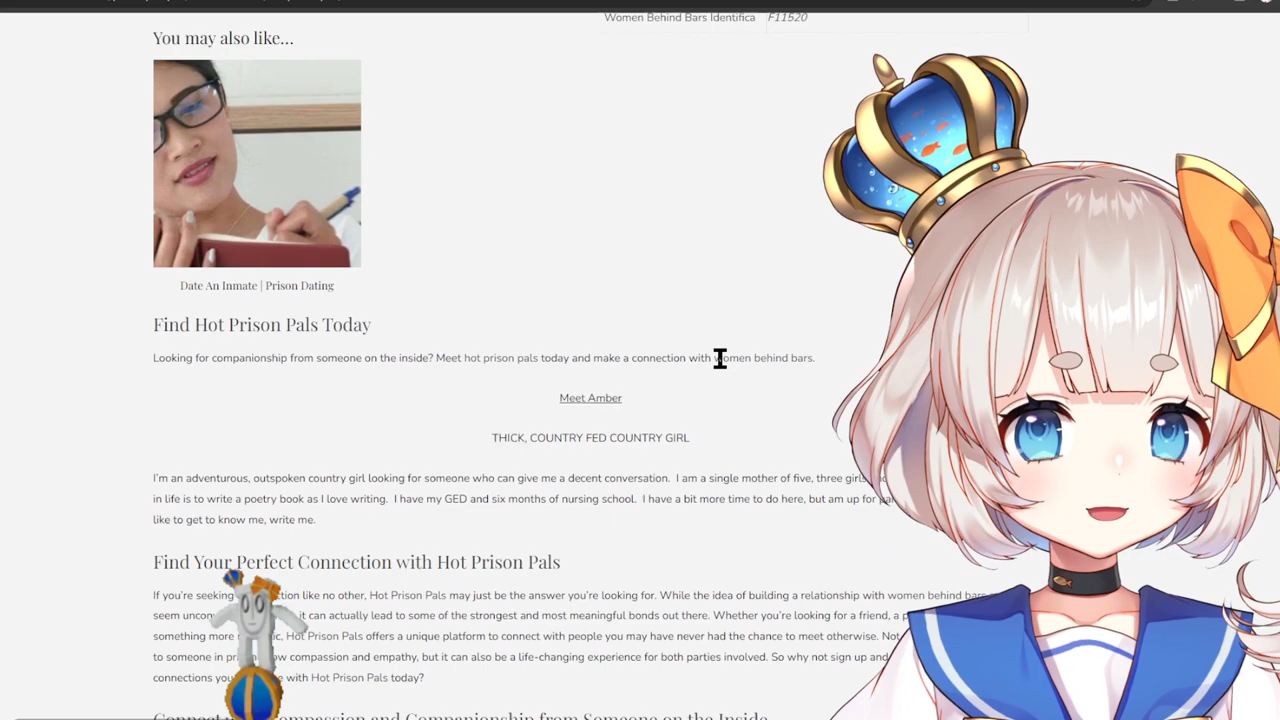 Women Behind Bars Identifica F11520
You may also like…
Date An Inmate | Prison Dating
Find Hot Prison Pals Today
Looking for companionship from someone on the inside? Meet hot prison pals today and make a connection with women behind bars.
Meet Amber
THICK, COUNTRY FED COUNTRY GIRL
I'm an adventurous, outspoken country girl looking for someone who can give me a decent conversation. I am a single mother of five, three girls
in life is to write a poetry book as I love writing. I have my GED and six months of nursing school. I have a bit more time to do here, but am up for
like to get to know me, write me.
Find Your Perfect Connection with Hot Prison Pals
If you're seeking like no other, Hot Prison Pals may just be the answer you're looking for. While the idea of building a relationship with women behind bars
seem it can actually lead to some of the strongest and most meaningful bonds out there. Whether you're looking for a friend, a
something more Hot Prison Pals offers a unique platform to connect with people you may have never had the chance to meet otherwise. Not
to someone in compassion and empathy, but it can also be a life-changing experience for both parties involved. So why not sign up and
connections you with Hot Prison Pals today?
Compassion and Companionship from Someone on the Inside